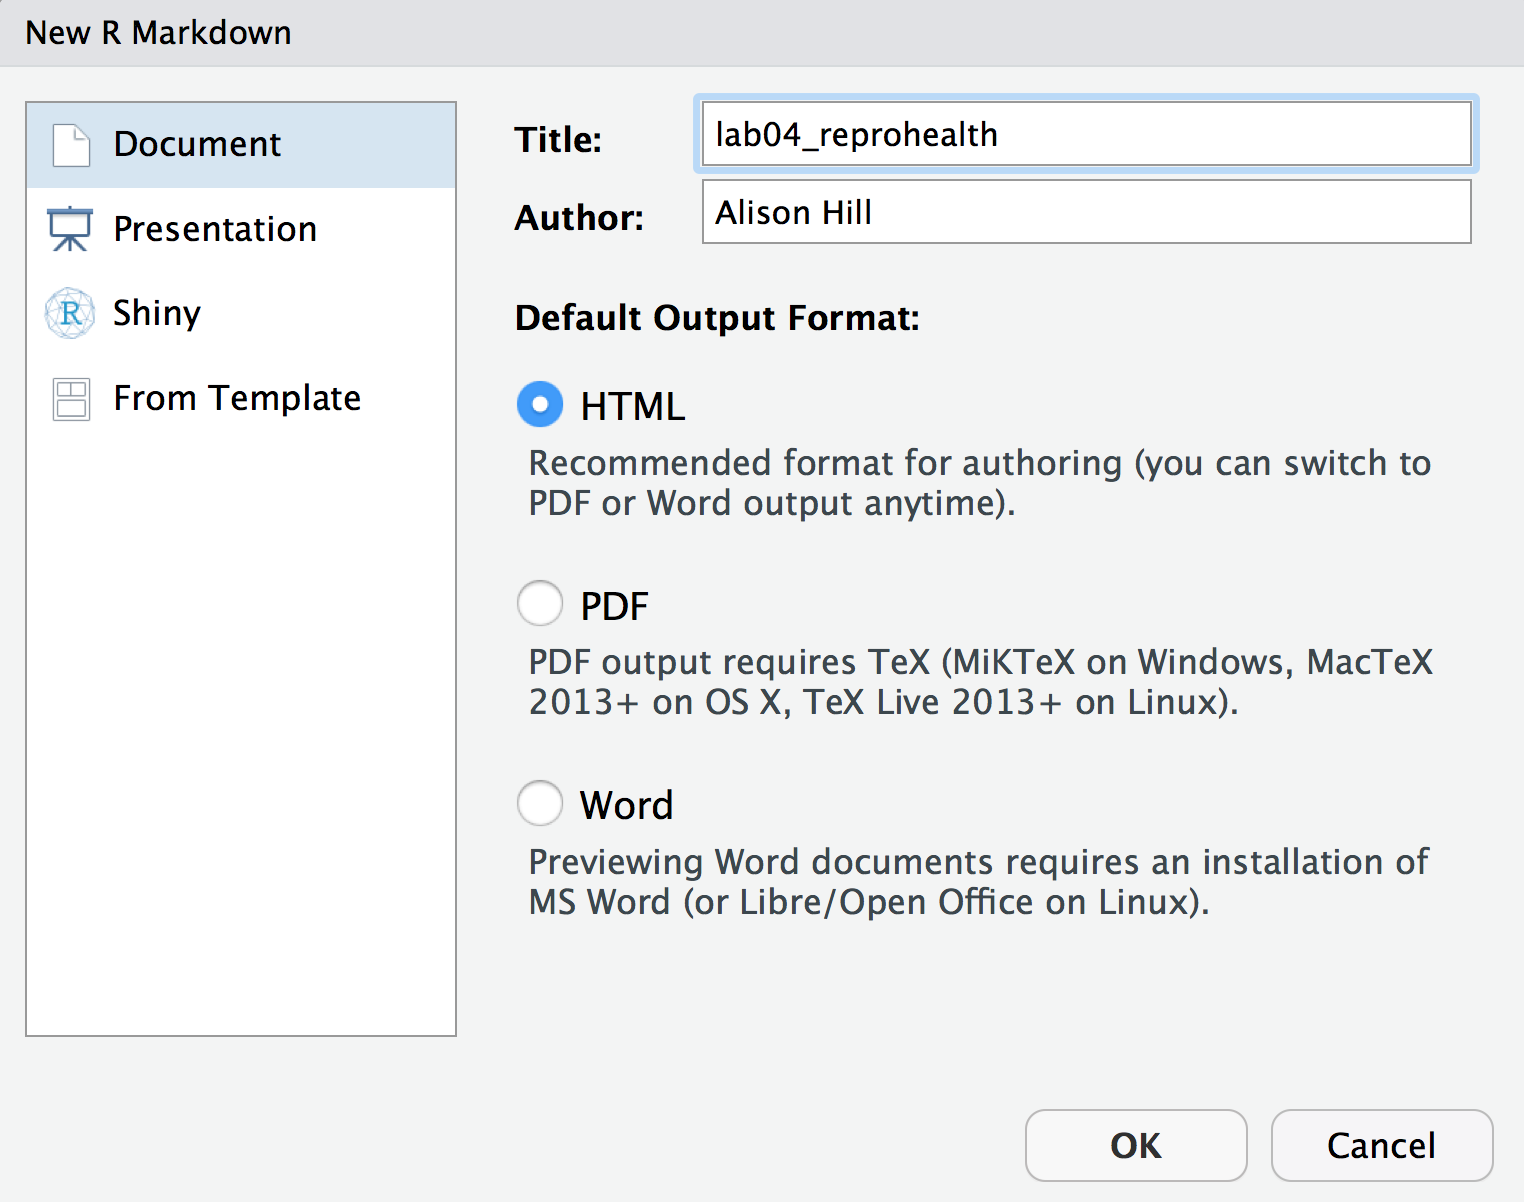 New R Markdown
Document
Presentation
R
Shiny
From Template
Title:
lab04_reprohealth
Author:
Alison Hill
Default Output Format:
HTML
Recommended format for authoring (you can switch to
PDF or Word output anytime).
PDF
PDF output requires TeX (MiKTeX on Windows, MacTeX
2013+ on OS X, TeX Live 2013+ on Linux).
Word
Previewing Word documents requires an installation of
MS Word (or Libre/Open Office on Linux).
OK
Cancel